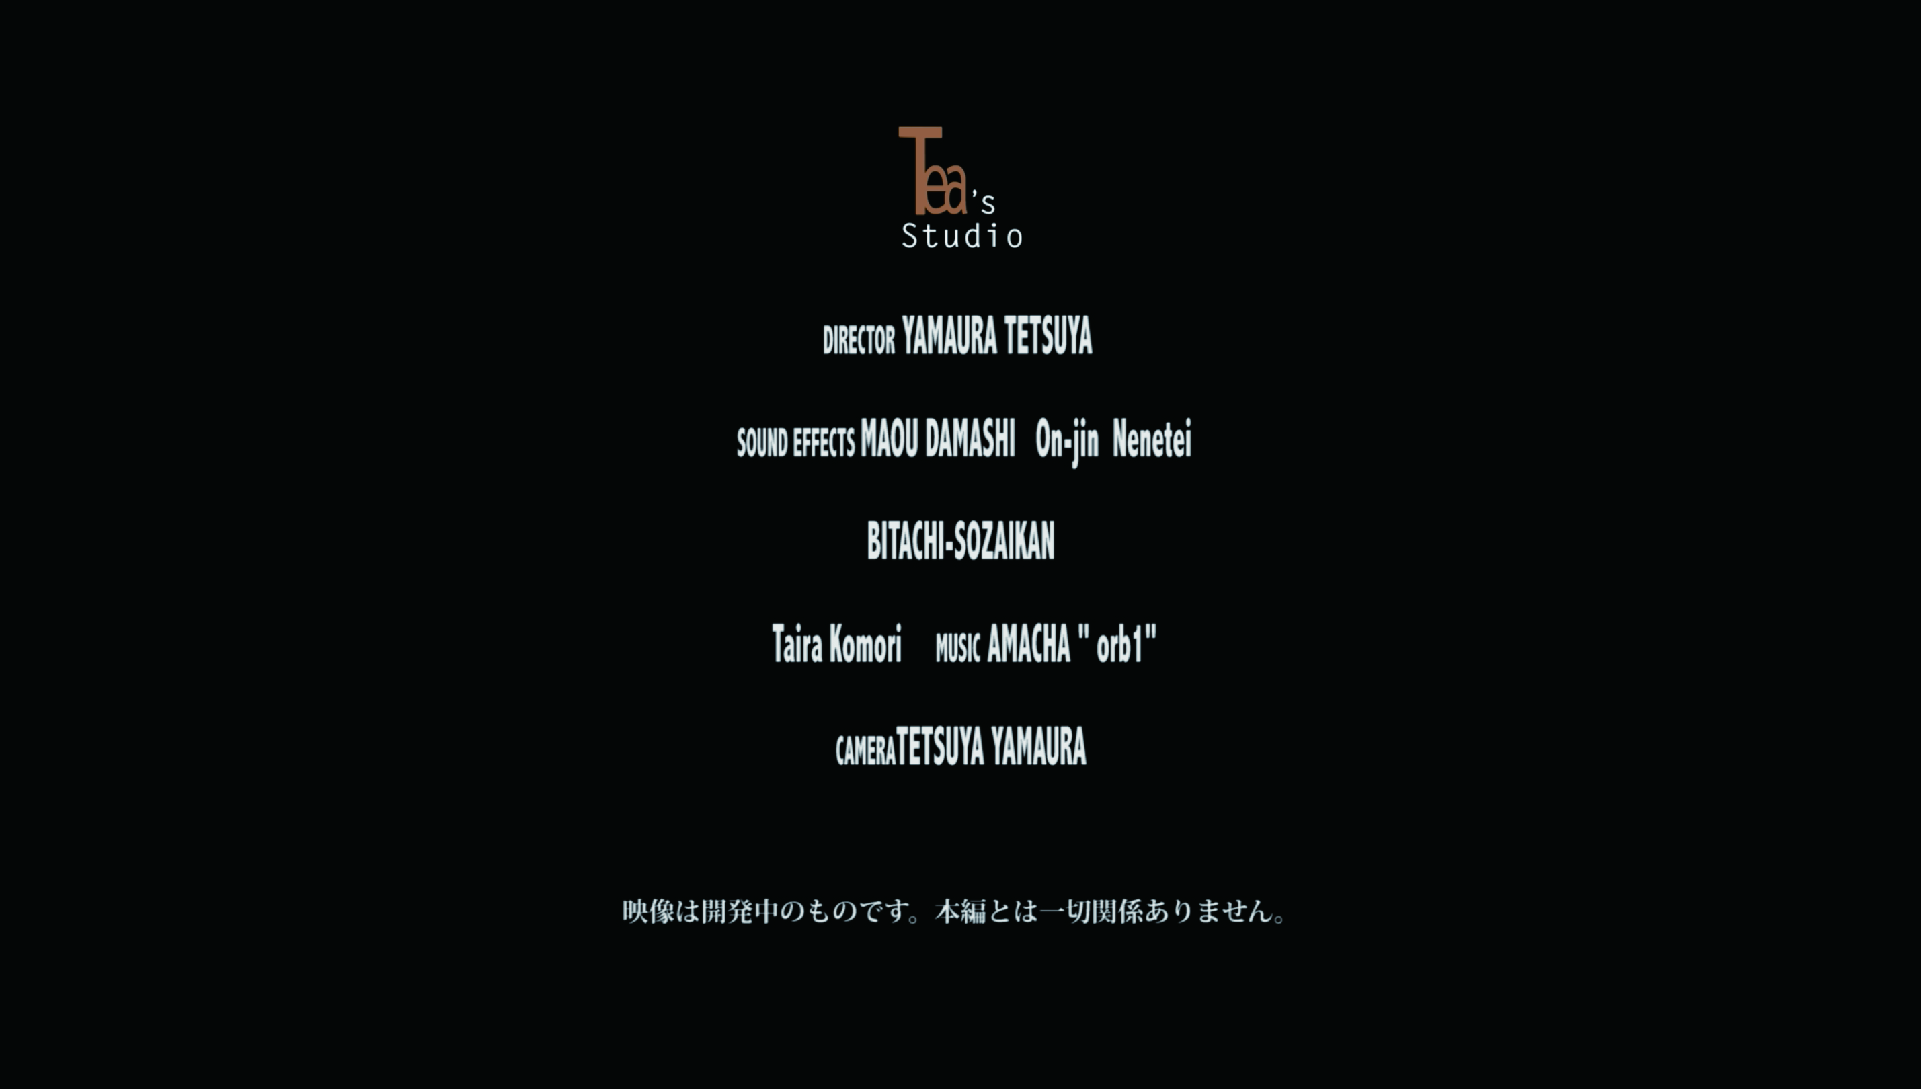 Tea's
Studio
DIRECTOR YAMAURA TETSUYA
SOUND EFFECTS MAOU DAMASHI On-jin Nenetei
BITACHI-SOZAIKAN
Taira Komori MUSIC AMACHA " orb1"
CAMERATETSUYA YAMAURA
映像は開発中のものです。本編とは一切関係ありません。